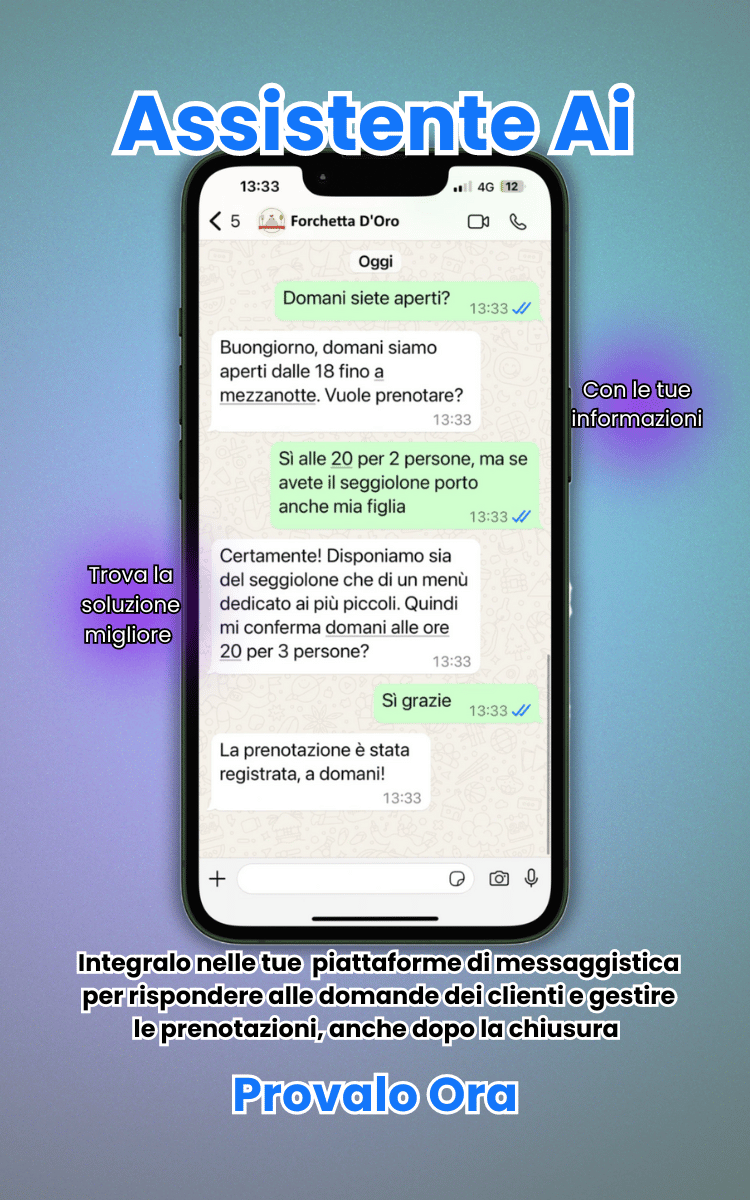 Assistente Ai
13:33
4G 12
5 Forchetta D'Oro
Oggi
Domani siete aperti?
13:33
Buongiorno, domani siamo
aperti dalle 18 fino a
mezzanotte. Vuole prenotare?
13:33
Con le tue
informazioni
Sì alle 20 per 2 persone, ma se
avete il seggiolone porto
anche mia figlia
13:33
Certamente! Disponiamo sia
del seggiolone che di un menù
dedicato ai più piccoli. Quindi
mi conferma domani alle ore
20 per 3 persone?
13:33
Trova la
soluzione
migliore
Sì grazie
13:33
La prenotazione è stata
registrata, a domani!
13:33
Integralo nelle tue piattaforme di messaggistica
per rispondere alle domande dei clienti e gestire
le prenotazioni, anche dopo la chiusura
Provalo Ora